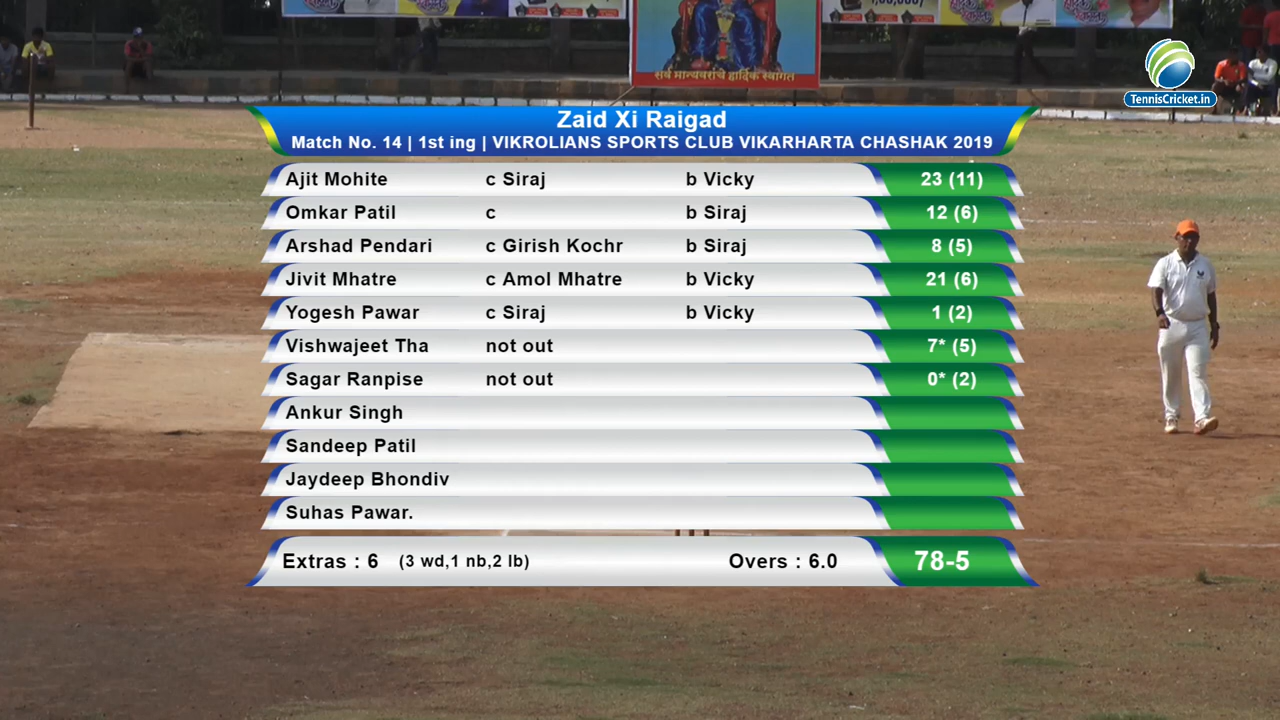 1,00,000/-
सर्व मान्यवरांचे हार्दिक स्वागत
TennisCricket.in
Zaid Xi Raigad
Match No. 14 | 1st ing | VIKROLIANS SPORTS CLUB VIKARHARTA CHASHAK 2019
Ajit Mohite c Siraj b Vicky 23 (11)
Omkar Patil c b Siraj 12 (6)
Arshad Pendari c Girish Kochr b Siraj 8 (5)
Jivit Mhatre c Amol Mhatre b Vicky 21 (6)
Yogesh Pawar c Siraj b Vicky 1 (2)
Vishwajeet Tha not out 7* (5)
Sagar Ranpise not out 0* (2)
Ankur Singh
Sandeep Patil
Jaydeep Bhondiv
Suhas Pawar.
Extras : 6 (3 wd,1 nb,2 lb) Overs : 6.0 78-5